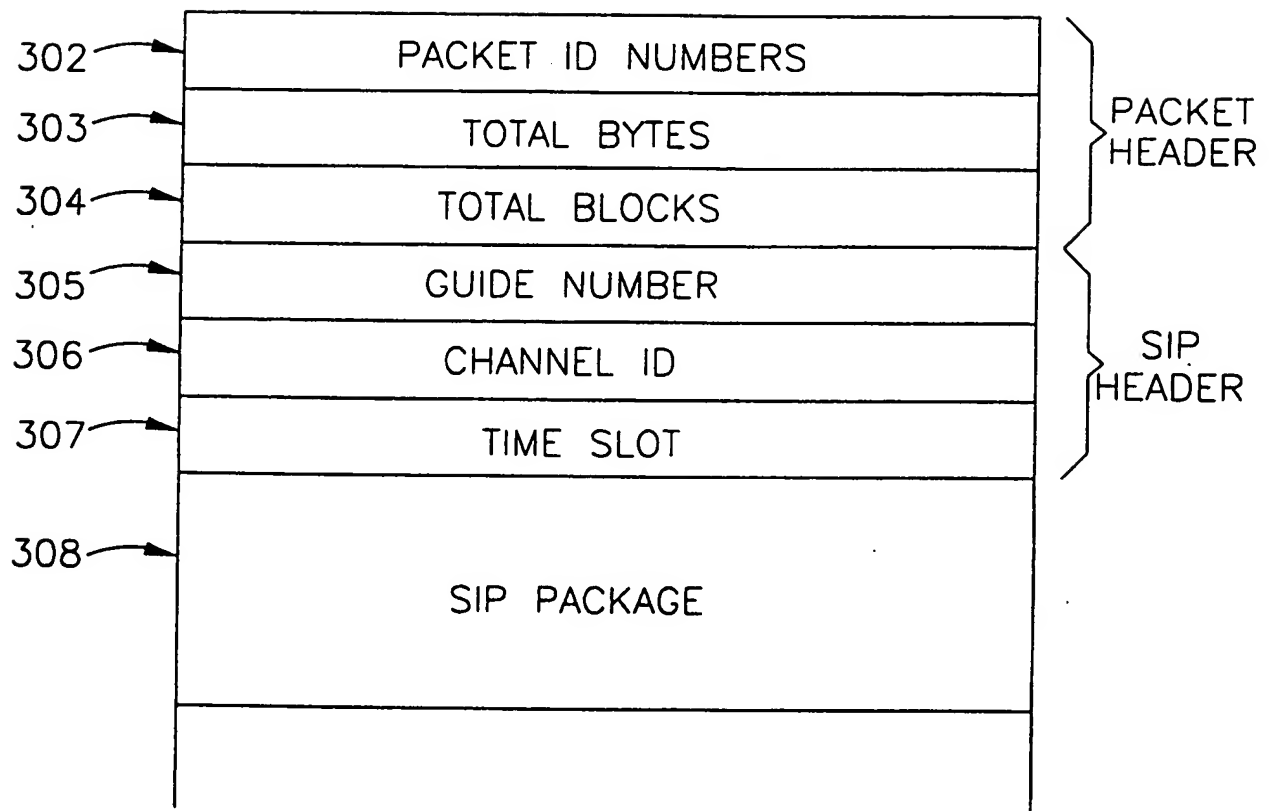 302 PACKET ID NUMBERS
303 TOTAL BYTES
304 TOTAL BLOCKS
PACKET
HEADER
305 GUIDE NUMBER
306 CHANNEL ID
307 TIME SLOT
SIP
HEADER
308 SIP PACKAGE